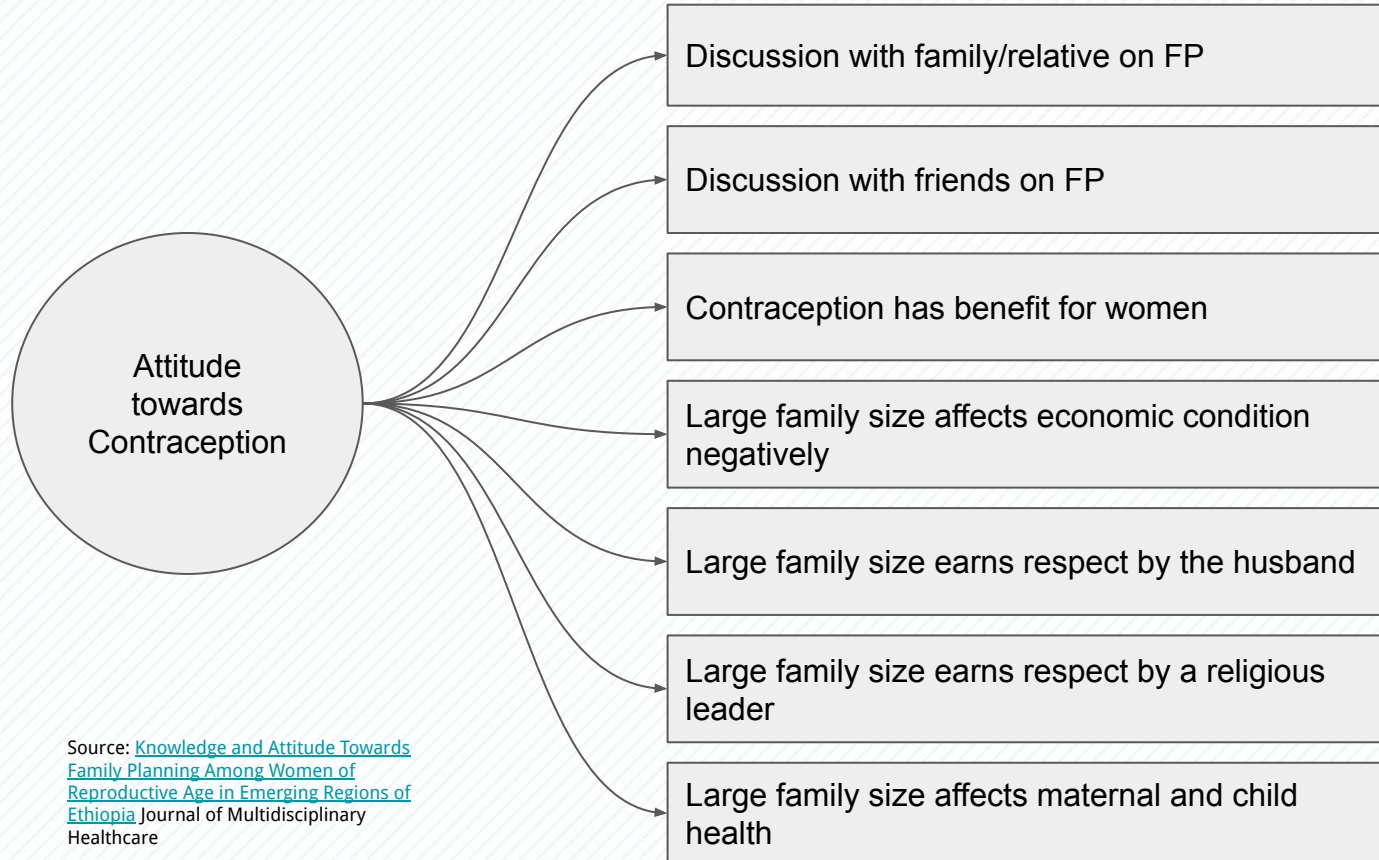 Discussion with family/relative on FP
Discussion with friends on FP
Contraception has benefit for women
Attitude
towards
Contraception
Large family size affects economic condition
negatively
Large family size earns respect by the husband
Large family size earns respect by a religious
leader
Large family size affects maternal and child
health
Source: Knowledge and Attitude Towards
Family Planning Among Women of
Reproductive Age in Emerging Regions of
Ethiopia Journal of Multidisciplinary
Healthcare